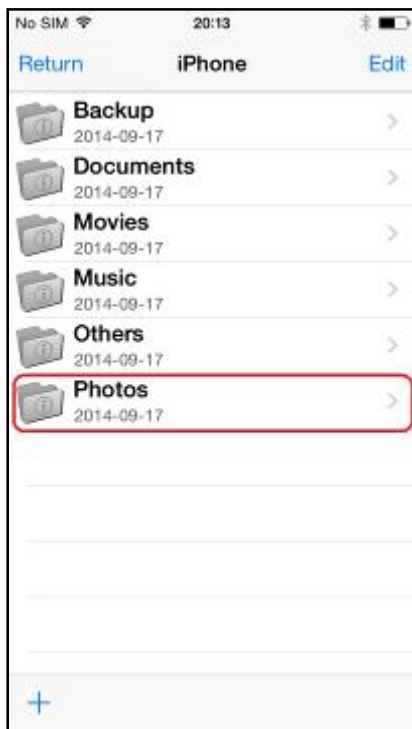 No SIM 20:13
Return iPhone Edit
Backup
2014-09-17
Documents
2014-09-17
Movies
2014-09-17
Music
2014-09-17
Others
2014-09-17
Photos
2014-09-17
+